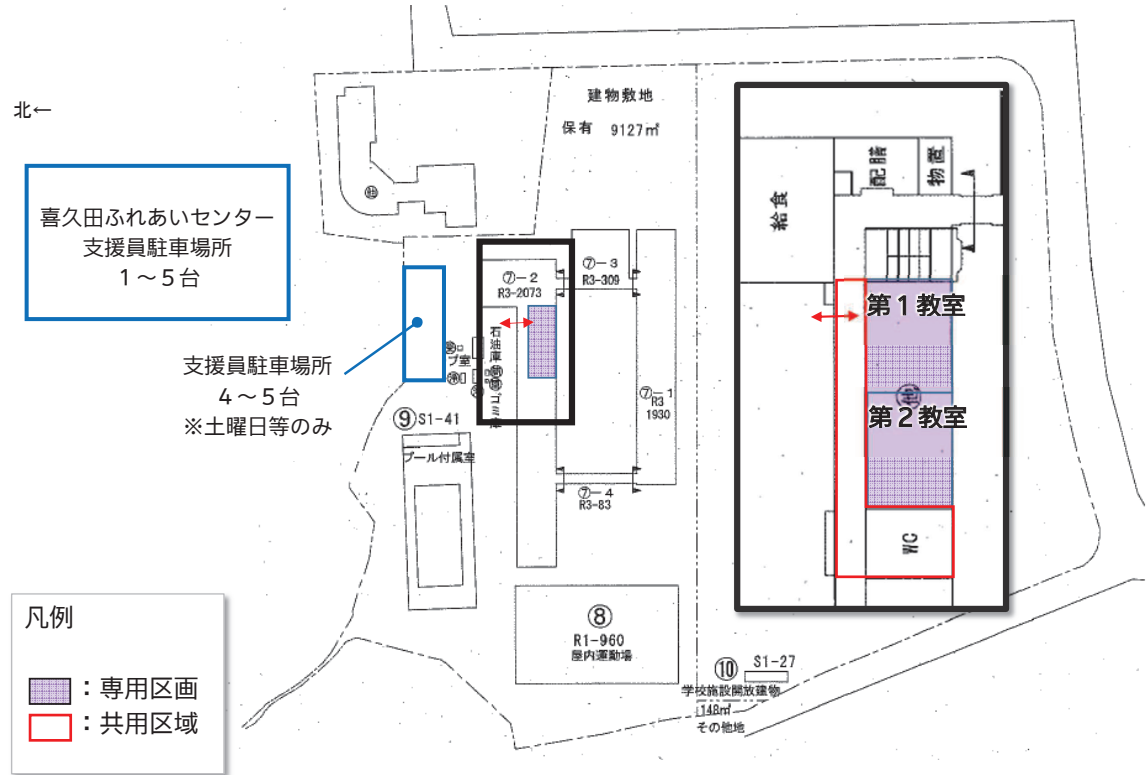 北←
建物敷地
保有 9127㎡
喜久田ふれあいセンター
支援員駐車場所
1～5台
支援員駐車場所
4～5台
※土曜日等のみ
⑦-2
R3-2073
⑦-3
R3-309
⑦-1
R3
1930
⑦-4
R3-83
石油庫
プ室
⑨S1-41
プール付属室
⑧
R1-960
屋内運動場
⑩ S1-27
学校施設開放建物
148㎡
その他地
給食
配膳
物置
第1教室
第2教室
WC
凡例
：専用区画
：共用区域